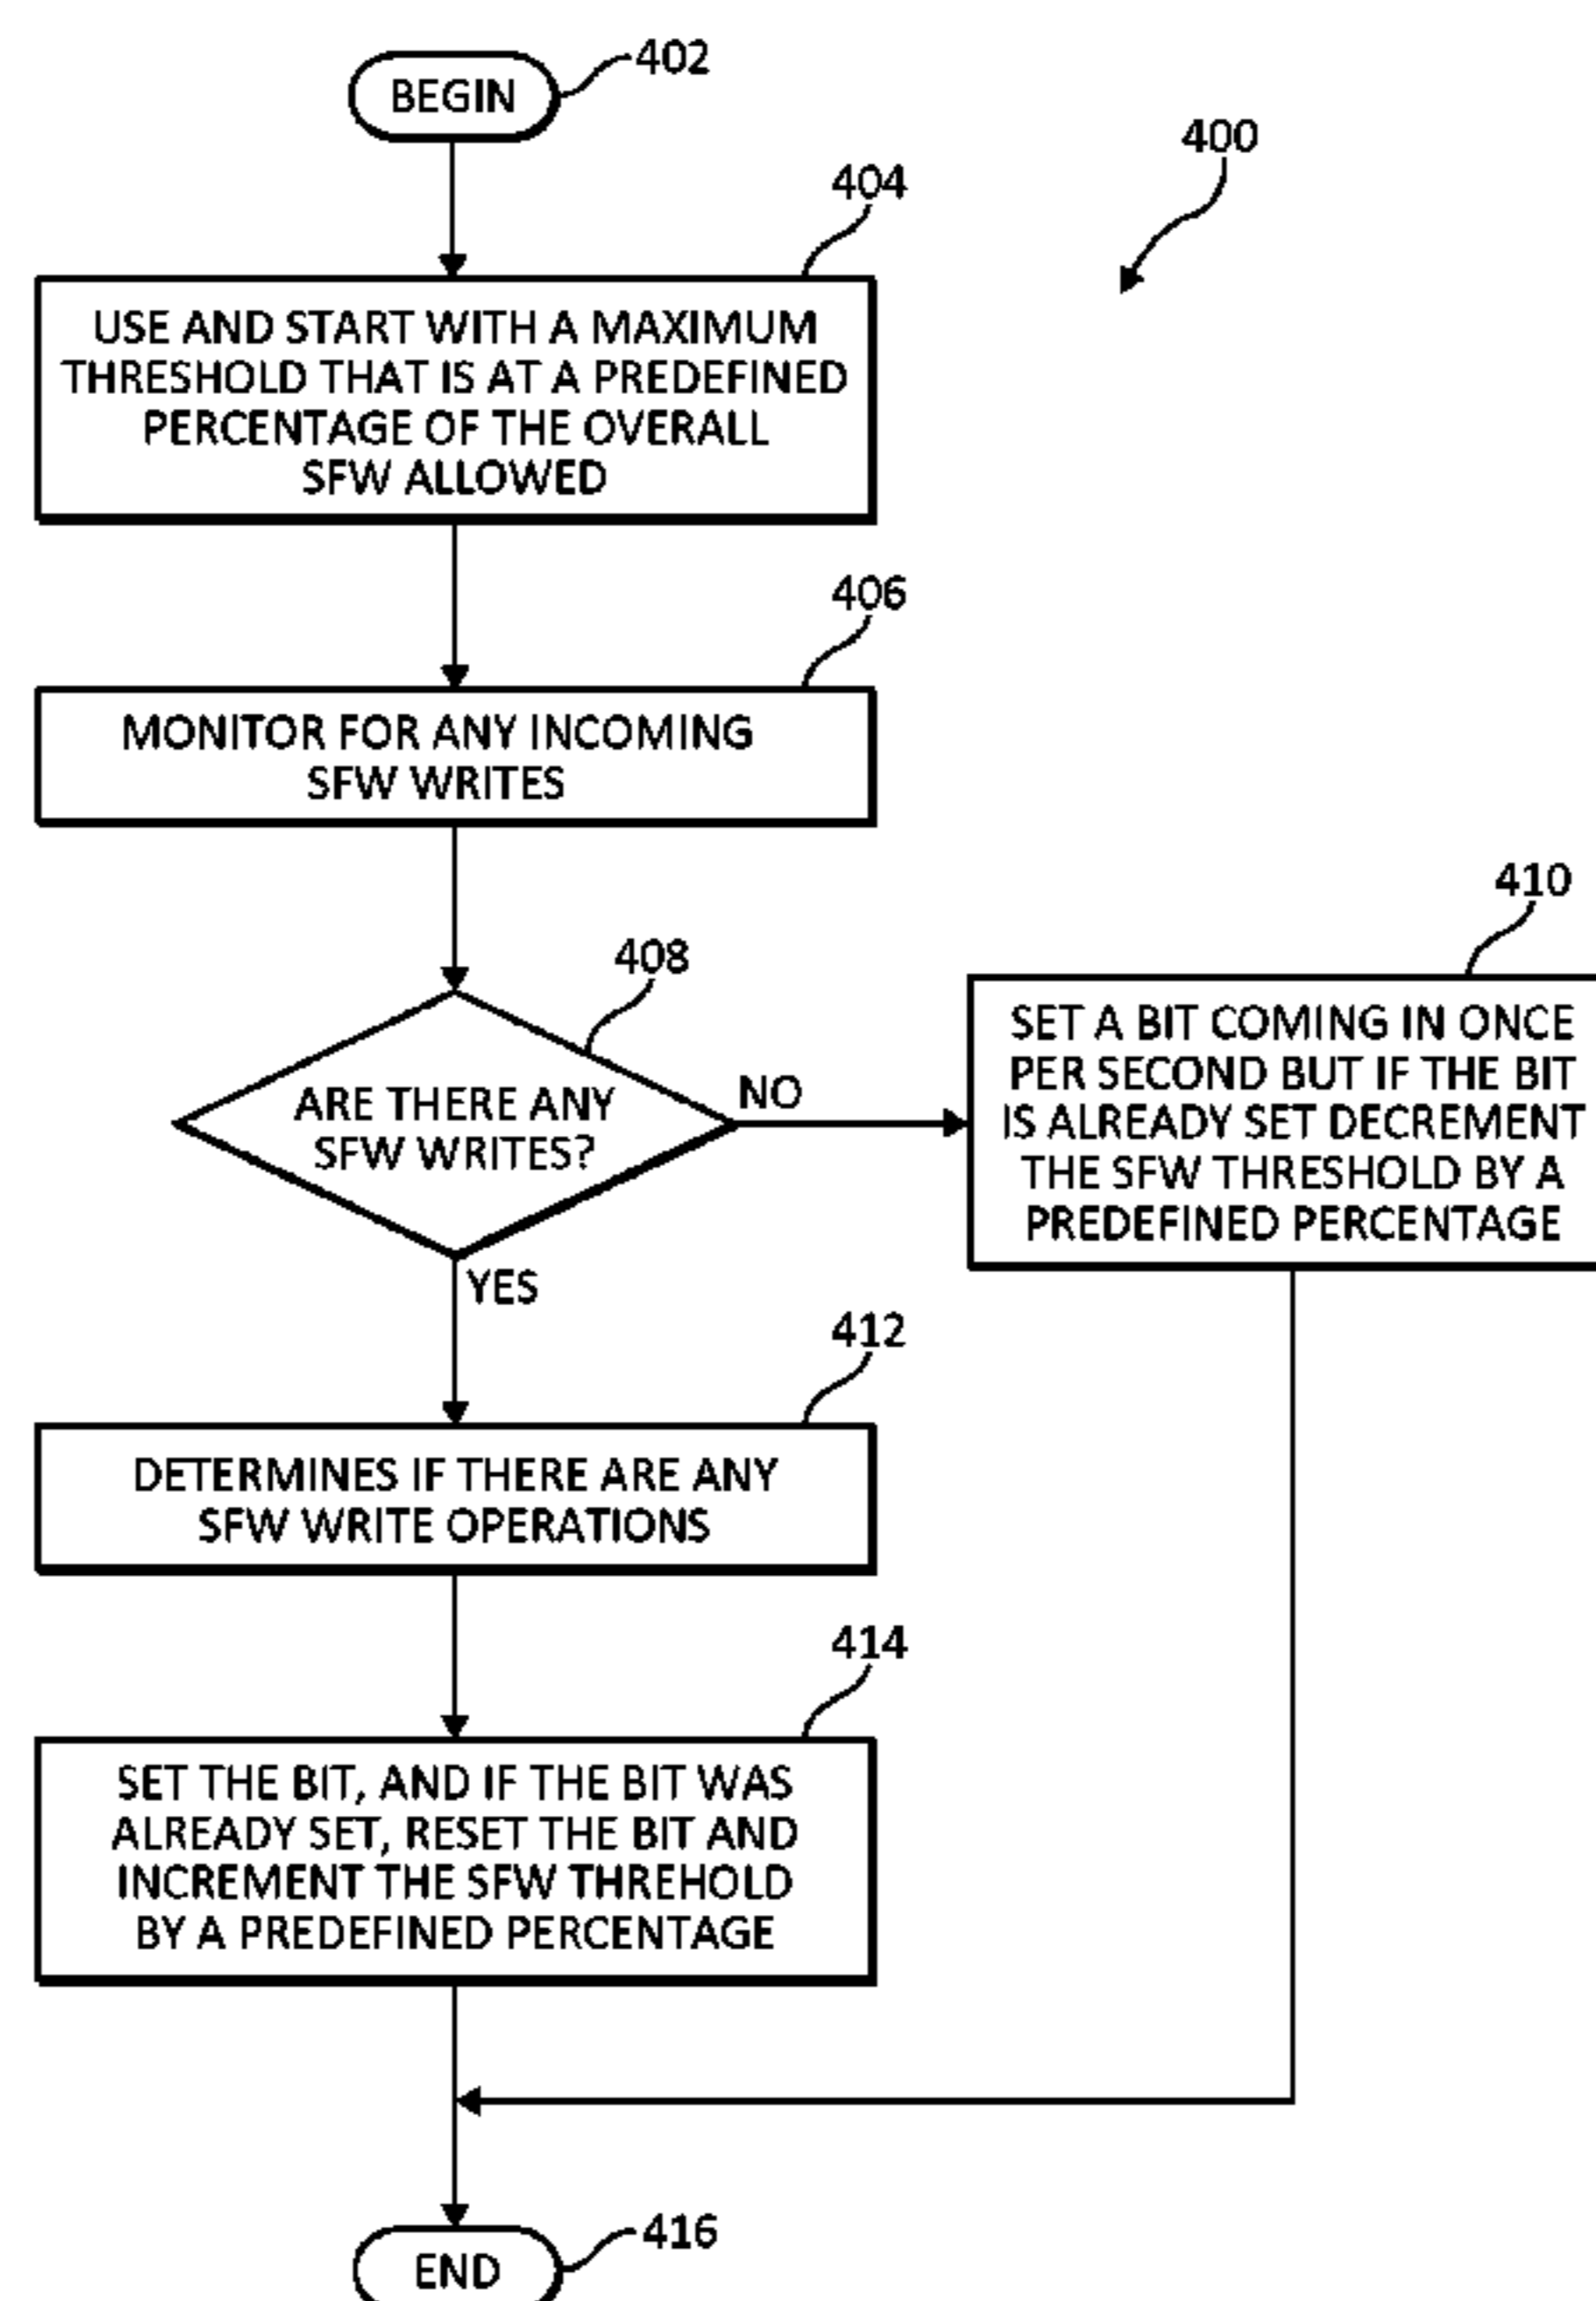 BEGIN
402
400
404
USE AND START WITH A MAXIMUM
THRESHOLD THAT IS AT A PREDEFINED
PERCENTAGE OF THE OVERALL
SFW ALLOWED
406
MONITOR FOR ANY INCOMING
SFW WRITES
408
ARE THERE ANY
SFW WRITES?
NO
YES
410
SET A BIT COMING IN ONCE
PER SECOND BUT IF THE BIT
IS ALREADY SET DECREMENT
THE SFW THRESHOLD BY A
PREDEFINED PERCENTAGE
412
DETERMINES IF THERE ARE ANY
SFW WRITE OPERATIONS
414
SET THE BIT, AND IF THE BIT WAS
ALREADY SET, RESET THE BIT AND
INCREMENT THE SFW THREHOLD
BY A PREDEFINED PERCENTAGE
END
416